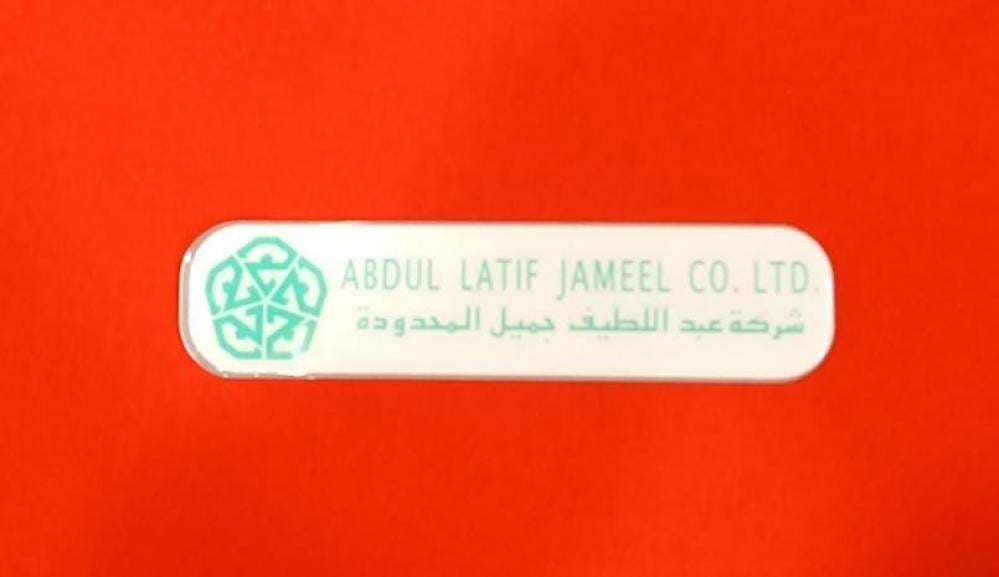 ABDUL LATIF JAMEEL CO. LTD.
شركة عبد اللطيف جميل المحدودة